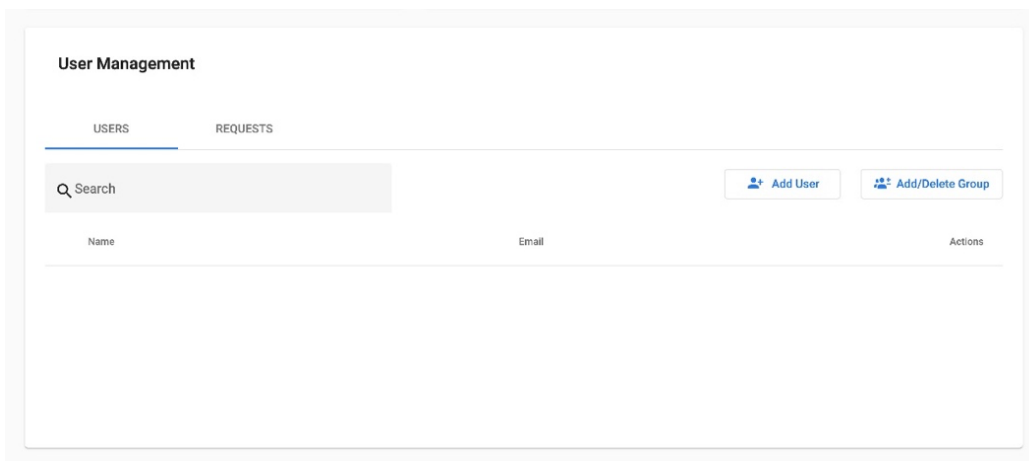 User Management
USERS REQUESTS
Search Add User Add/Delete Group
Name Email Actions